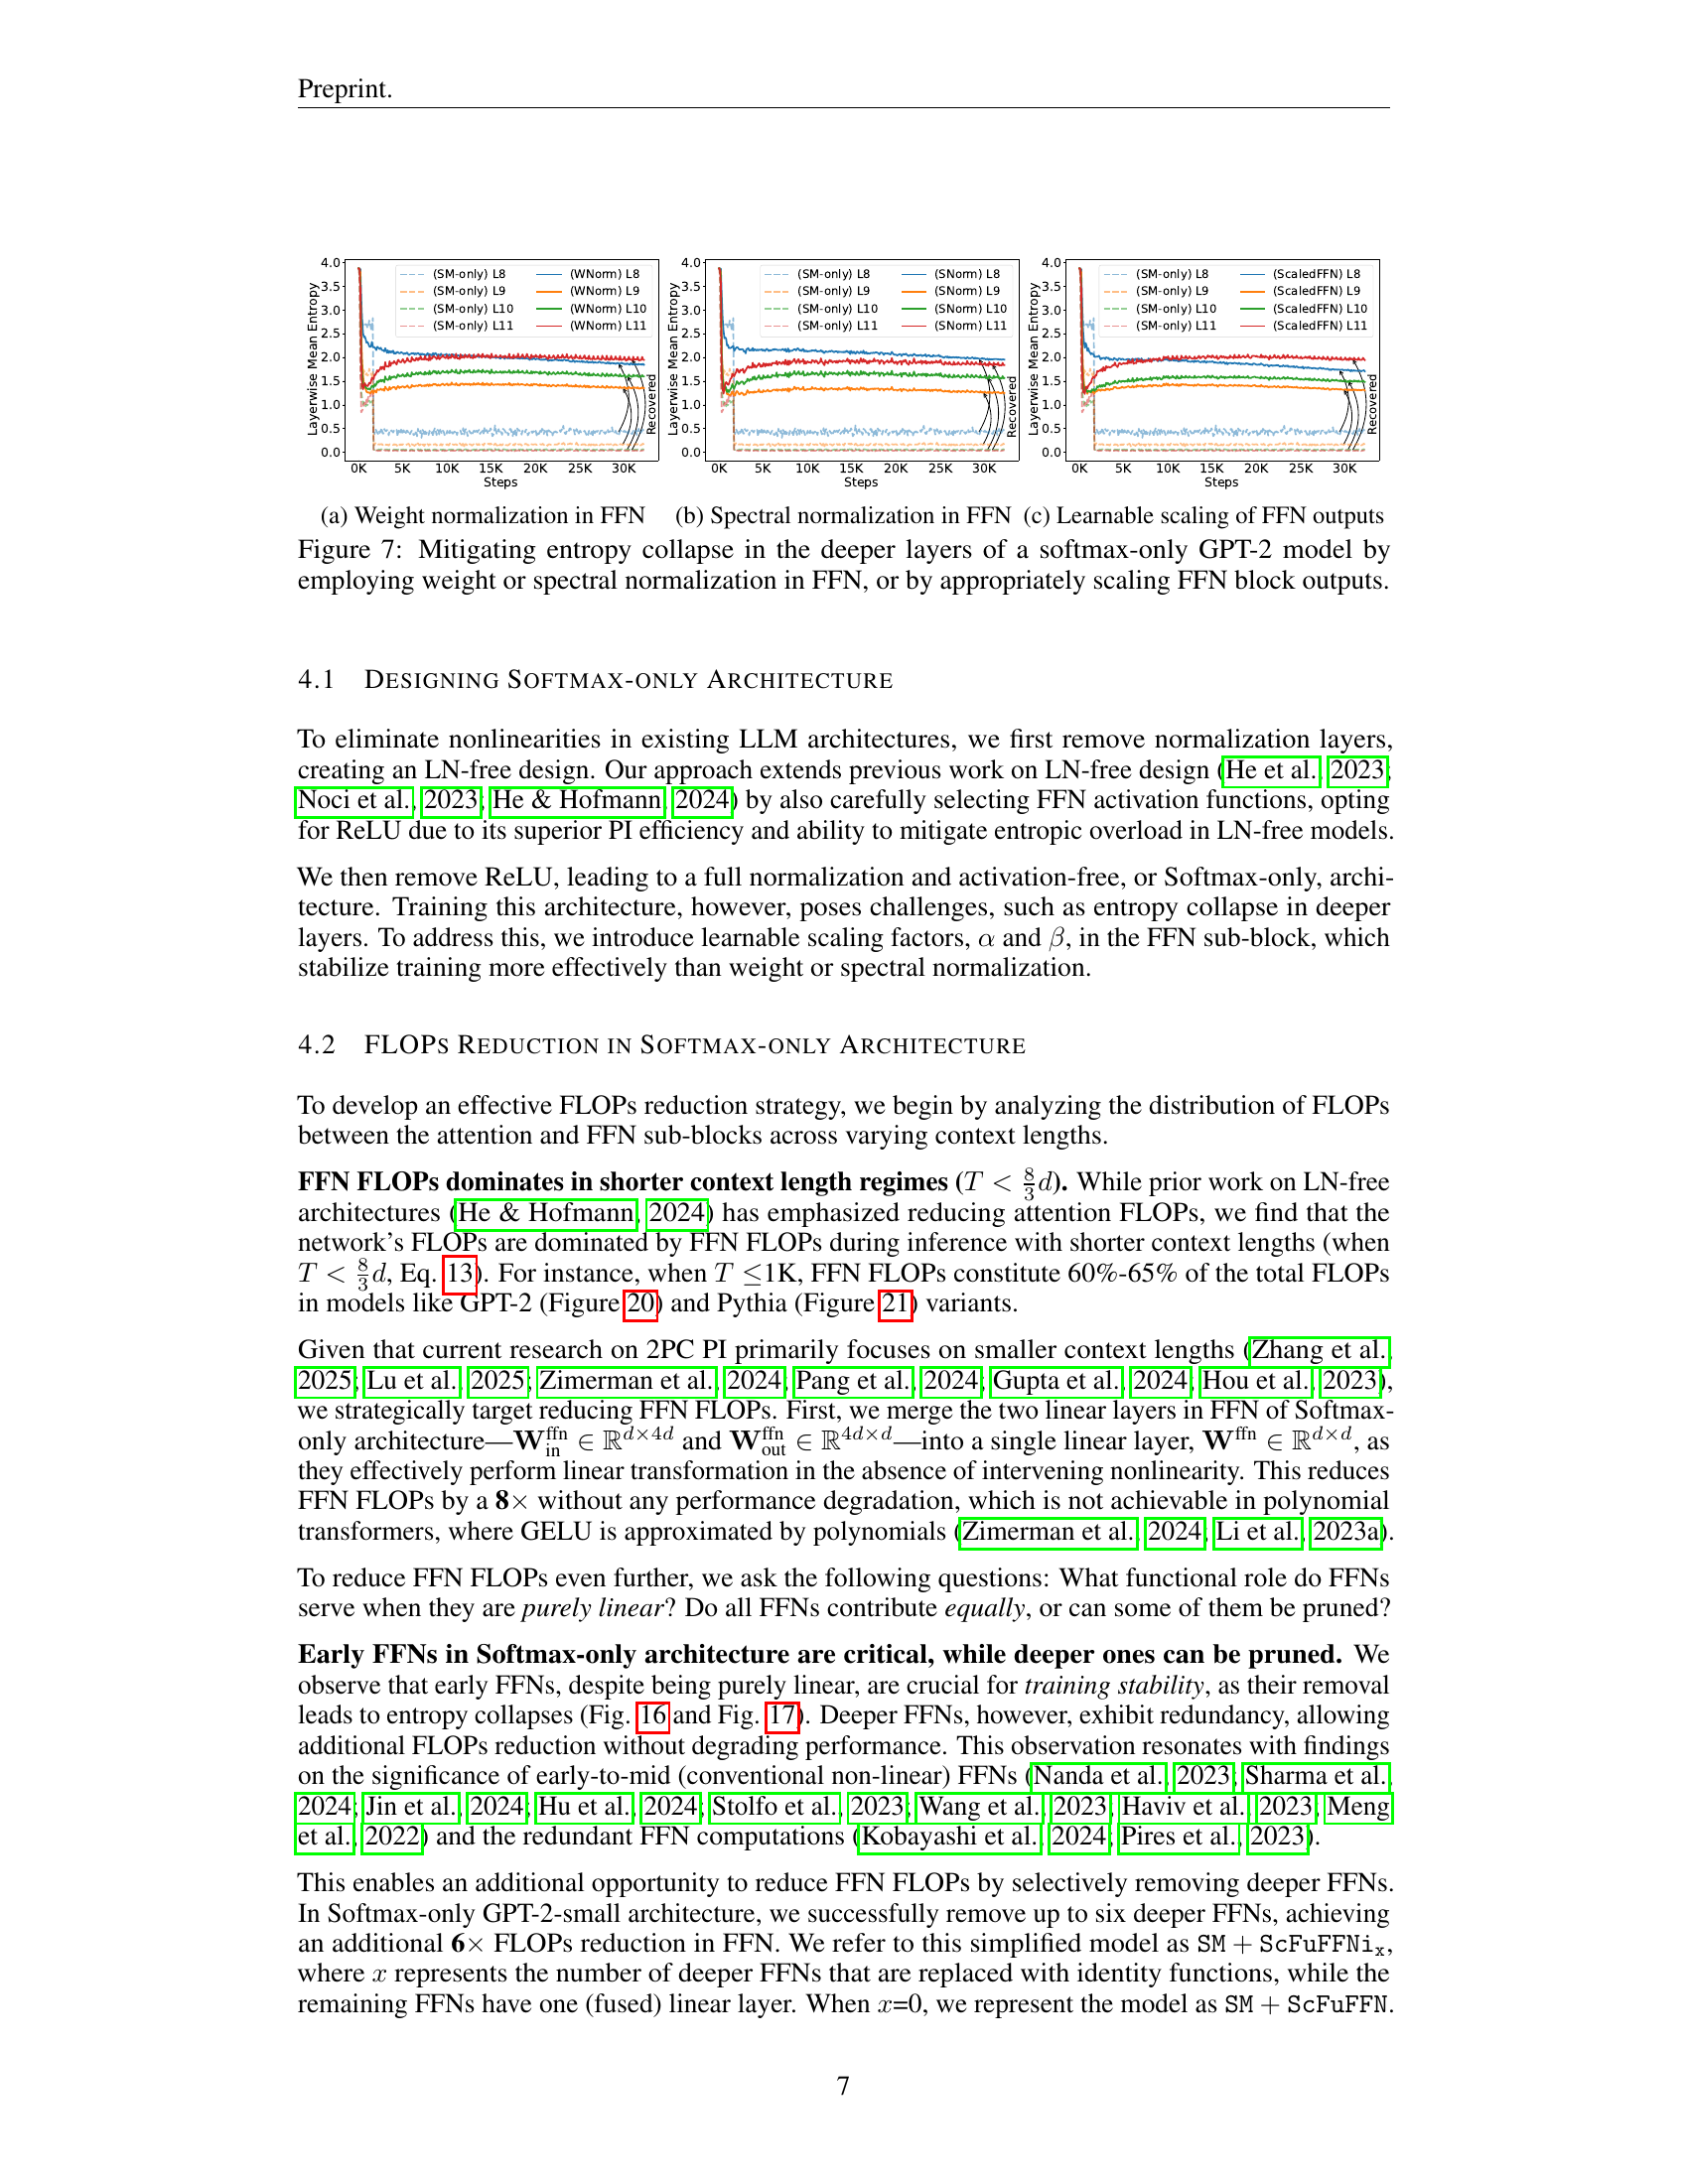 Preprint.
4.0
3.5
3.0
2.5
2.0
1.5
1.0
0.5
0.0
Layerwise Mean Entropy
(SM-only) L8 (WNorm) L8
(SM-only) L9 (WNorm) L9
(SM-only) L10 (WNorm) L10
(SM-only) L11 (WNorm) L11
Recovered
0K 5K 10K 15K 20K 25K 30K
Steps
4.0
3.5
3.0
2.5
2.0
1.5
1.0
0.5
0.0
Layerwise Mean Entropy
(SM-only) L8 (SNorm) L8
(SM-only) L9 (SNorm) L9
(SM-only) L10 (SNorm) L10
(SM-only) L11 (SNorm) L11
Recovered
0K 5K 10K 15K 20K 25K 30K
Steps
4.0
3.5
3.0
2.5
2.0
1.5
1.0
0.5
0.0
Layerwise Mean Entropy
(SM-only) L8 (ScaledFFN) L8
(SM-only) L9 (ScaledFFN) L9
(SM-only) L10 (ScaledFFN) L10
(SM-only) L11 (ScaledFFN) L11
Recovered
0K 5K 10K 15K 20K 25K 30K
Steps
(a) Weight normalization in FFN (b) Spectral normalization in FFN (c) Learnable scaling of FFN outputs
Figure 7: Mitigating entropy collapse in the deeper layers of a softmax-only GPT-2 model by
employing weight or spectral normalization in FFN, or by appropriately scaling FFN block outputs.
4.1 DESIGNING SOFTMAX-ONLY ARCHITECTURE
To eliminate nonlinearities in existing LLM architectures, we first remove normalization layers,
creating an LN-free design. Our approach extends previous work on LN-free design (He et al., 2023;
Noci et al., 2023; He & Hofmann, 2024) by also carefully selecting FFN activation functions, opting
for ReLU due to its superior PI efficiency and ability to mitigate entropic overload in LN-free models.
We then remove ReLU, leading to a full normalization and activation-free, or Softmax-only, archi-
tecture. Training this architecture, however, poses challenges, such as entropy collapse in deeper
layers. To address this, we introduce learnable scaling factors, α and β, in the FFN sub-block, which
stabilize training more effectively than weight or spectral normalization.
4.2 FLOPS REDUCTION IN SOFTMAX-ONLY ARCHITECTURE
To develop an effective FLOPs reduction strategy, we begin by analyzing the distribution of FLOPs
between the attention and FFN sub-blocks across varying context lengths.
FFN FLOPs dominates in shorter context length regimes (T < 8/3 d). While prior work on LN-free
architectures (He & Hofmann, 2024) has emphasized reducing attention FLOPs, we find that the
network's FLOPs are dominated by FFN FLOPs during inference with shorter context lengths (when
T < 8/3 d, Eq. 13). For instance, when T ≤1K, FFN FLOPs constitute 60%-65% of the total FLOPs
in models like GPT-2 (Figure 20) and Pythia (Figure 21) variants.
Given that current research on 2PC PI primarily focuses on smaller context lengths (Zhang et al.,
2025; Lu et al., 2025; Zimerman et al., 2024; Pang et al., 2024; Gupta et al., 2024; Hou et al., 2023),
we strategically target reducing FFN FLOPs. First, we merge the two linear layers in FFN of Softmax-
only architecture—W^ffn_in ∈ ℝ^{d×4d} and W^ffn_out ∈ ℝ^{4d×d}—into a single linear layer, W^ffn ∈ ℝ^{d×d}, as
they effectively perform linear transformation in the absence of intervening nonlinearity. This reduces
FFN FLOPs by a 8× without any performance degradation, which is not achievable in polynomial
transformers, where GELU is approximated by polynomials (Zimerman et al., 2024; Li et al., 2023a).
To reduce FFN FLOPs even further, we ask the following questions: What functional role do FFNs
serve when they are purely linear? Do all FFNs contribute equally, or can some of them be pruned?
Early FFNs in Softmax-only architecture are critical, while deeper ones can be pruned. We
observe that early FFNs, despite being purely linear, are crucial for training stability, as their removal
leads to entropy collapses (Fig. 16 and Fig. 17). Deeper FFNs, however, exhibit redundancy, allowing
additional FLOPs reduction without degrading performance. This observation resonates with findings
on the significance of early-to-mid (conventional non-linear) FFNs (Nanda et al., 2023; Sharma et al.,
2024; Jin et al., 2024; Hu et al., 2024; Stolfo et al., 2023; Wang et al., 2023; Haviv et al., 2023; Meng
et al., 2022) and the redundant FFN computations (Kobayashi et al., 2024; Pires et al., 2023).
This enables an additional opportunity to reduce FFN FLOPs by selectively removing deeper FFNs.
In Softmax-only GPT-2-small architecture, we successfully remove up to six deeper FFNs, achieving
an additional 6× FLOPs reduction in FFN. We refer to this simplified model as SM + ScFuFFNi_x,
where x represents the number of deeper FFNs that are replaced with identity functions, while the
remaining FFNs have one (fused) linear layer. When x=0, we represent the model as SM + ScFuFFN.
7